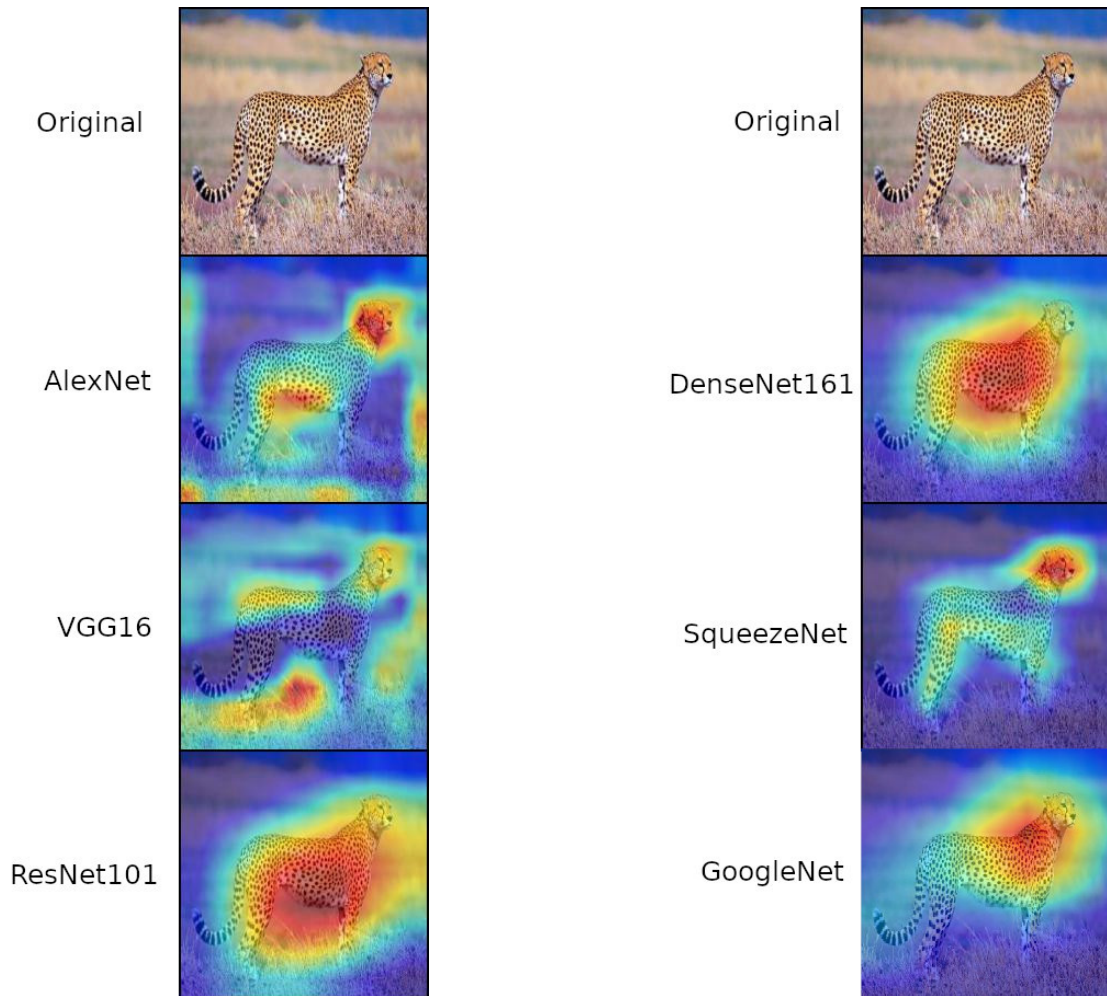 Original
AlexNet
VGG16
ResNet101
Original
DenseNet161
SqueezeNet
GoogleNet